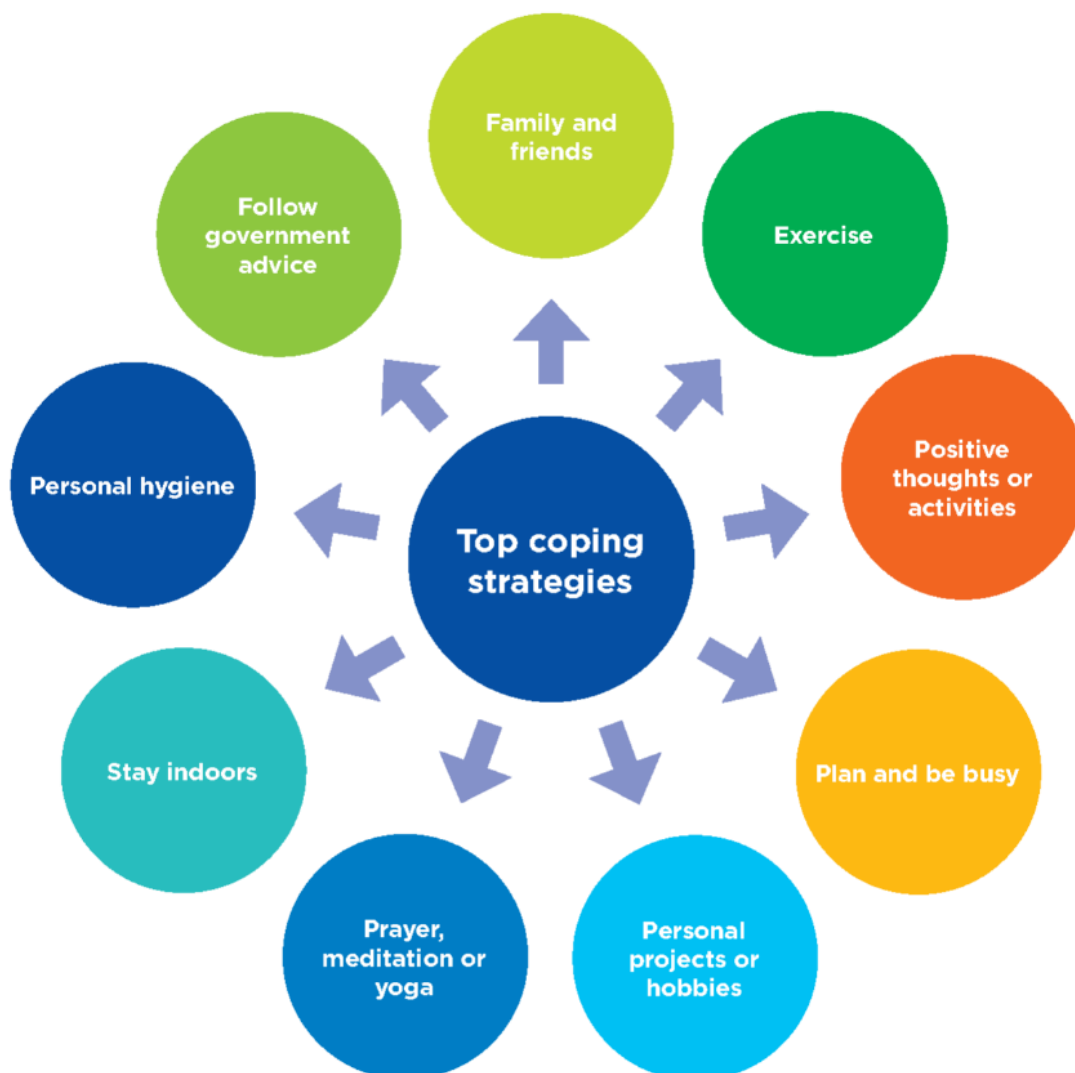 Top coping
strategies
Family and
friends
Exercise
Positive
thoughts or
activities
Plan and be busy
Personal
projects or
hobbies
Prayer,
meditation or
yoga
Stay indoors
Personal hygiene
Follow
government
advice